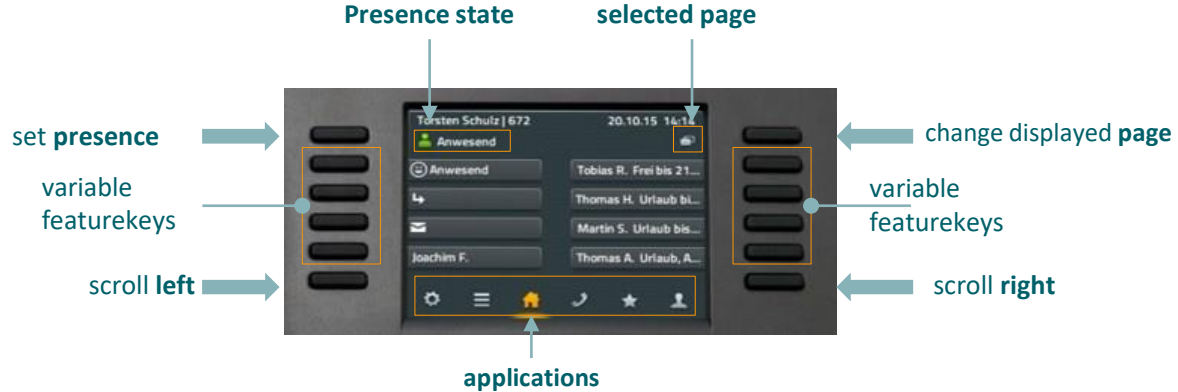 Presence state
selected page
Torsten Schulz | 672
20.10.15 14:14
Anwesend
set presence
change displayed page
Anwesend
Tobias R. Frei bis 21...
variable
featurekeys
Thomas H. Urlaub bi...
variable
featurekeys
Martin S. Urlaub bis...
Joachim F.
Thomas A. Urlaub, A...
scroll left
scroll right
applications